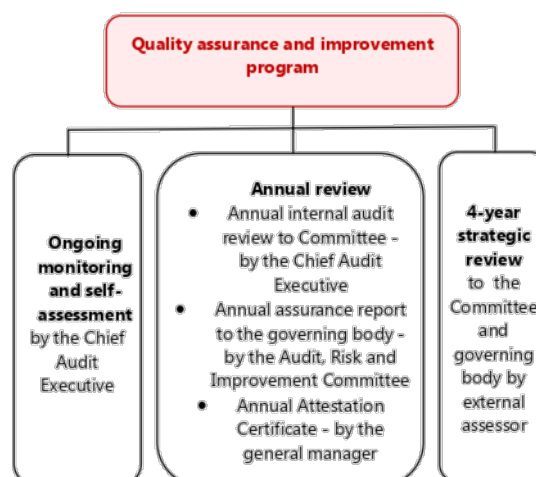 Quality assurance and improvement
program
Ongoing
monitoring
and self-
assessment
by the Chief
Audit
Executive
Annual review
• Annual internal audit
review to Committee -
by the Chief Audit
Executive
• Annual assurance report
to the governing body -
by the Audit, Risk and
Improvement Committee
• Annual Attestation
Certificate - by the
general manager
4-year
strategic
review
to the
Committee
and
governing
body by
external
assessor